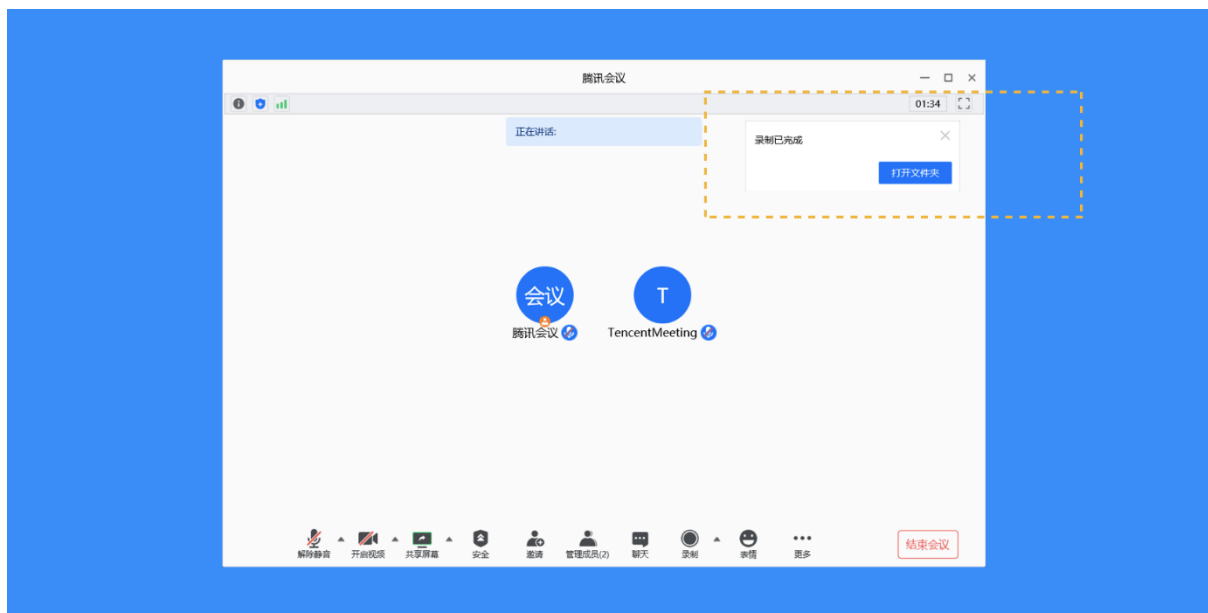 腾讯会议
01:34
正在讲话:
录制已完成
打开文件夹
会议
T
腾讯会议
TencentMeeting
解除静音
开启视频
共享屏幕
安全
邀请
管理成员(2)
聊天
录制
表情
更多
结束会议